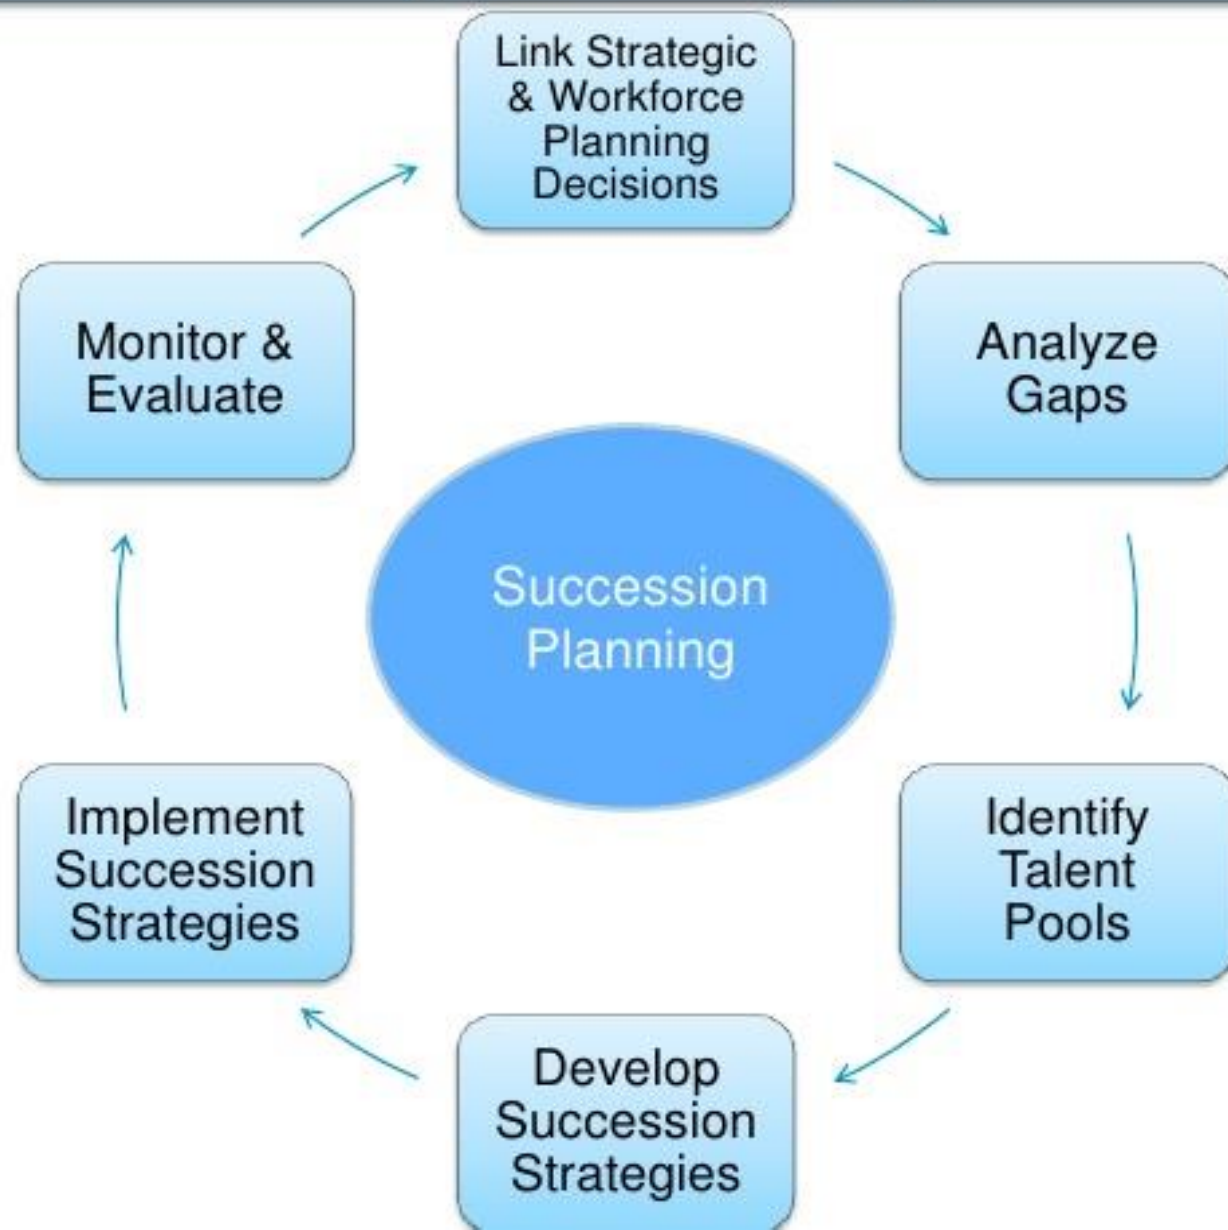 Link Strategic
& Workforce
Planning
Decisions
Analyze
Gaps
Identify
Talent
Pools
Develop
Succession
Strategies
Implement
Succession
Strategies
Monitor &
Evaluate
Succession
Planning